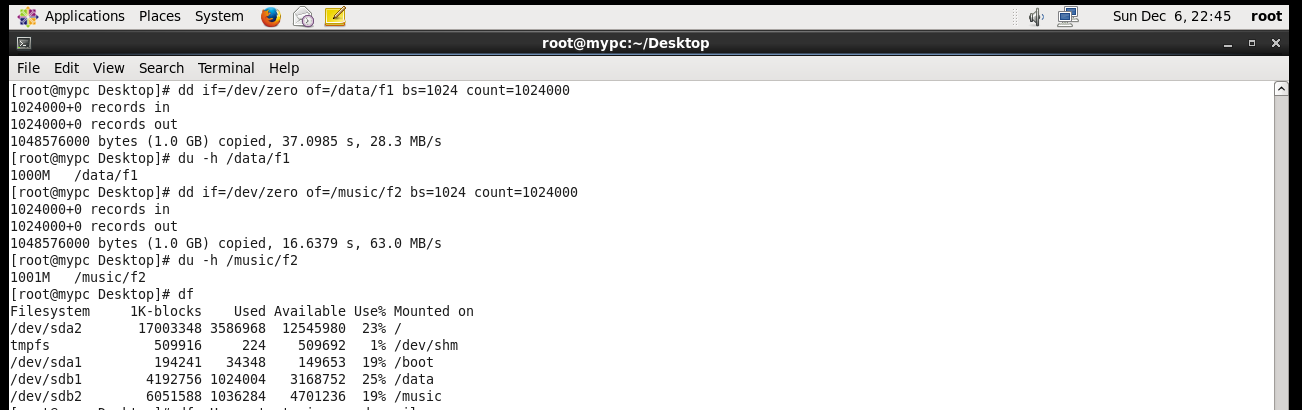 Applications Places System Sun Dec 6, 22:45 root
root@mypc:~/Desktop
File Edit View Search Terminal Help
[root@mypc Desktop]# dd if=/dev/zero of=/data/f1 bs=1024 count=1024000
1024000+0 records in
1024000+0 records out
1048576000 bytes (1.0 GB) copied, 37.0985 s, 28.3 MB/s
[root@mypc Desktop]# du -h /data/f1
1000M /data/f1
[root@mypc Desktop]# dd if=/dev/zero of=/music/f2 bs=1024 count=1024000
1024000+0 records in
1024000+0 records out
1048576000 bytes (1.0 GB) copied, 16.6379 s, 63.0 MB/s
[root@mypc Desktop]# du -h /music/f2
1001M /music/f2
[root@mypc Desktop]# df
Filesystem 1K-blocks Used Available Use% Mounted on
/dev/sda2 17003348 3586968 12545980 23% /
tmpfs 509916 224 509692 1% /dev/shm
/dev/sda1 194241 34348 149653 19% /boot
/dev/sdb1 4192756 1024004 3168752 25% /data
/dev/sdb2 6051588 1036284 4701236 19% /music